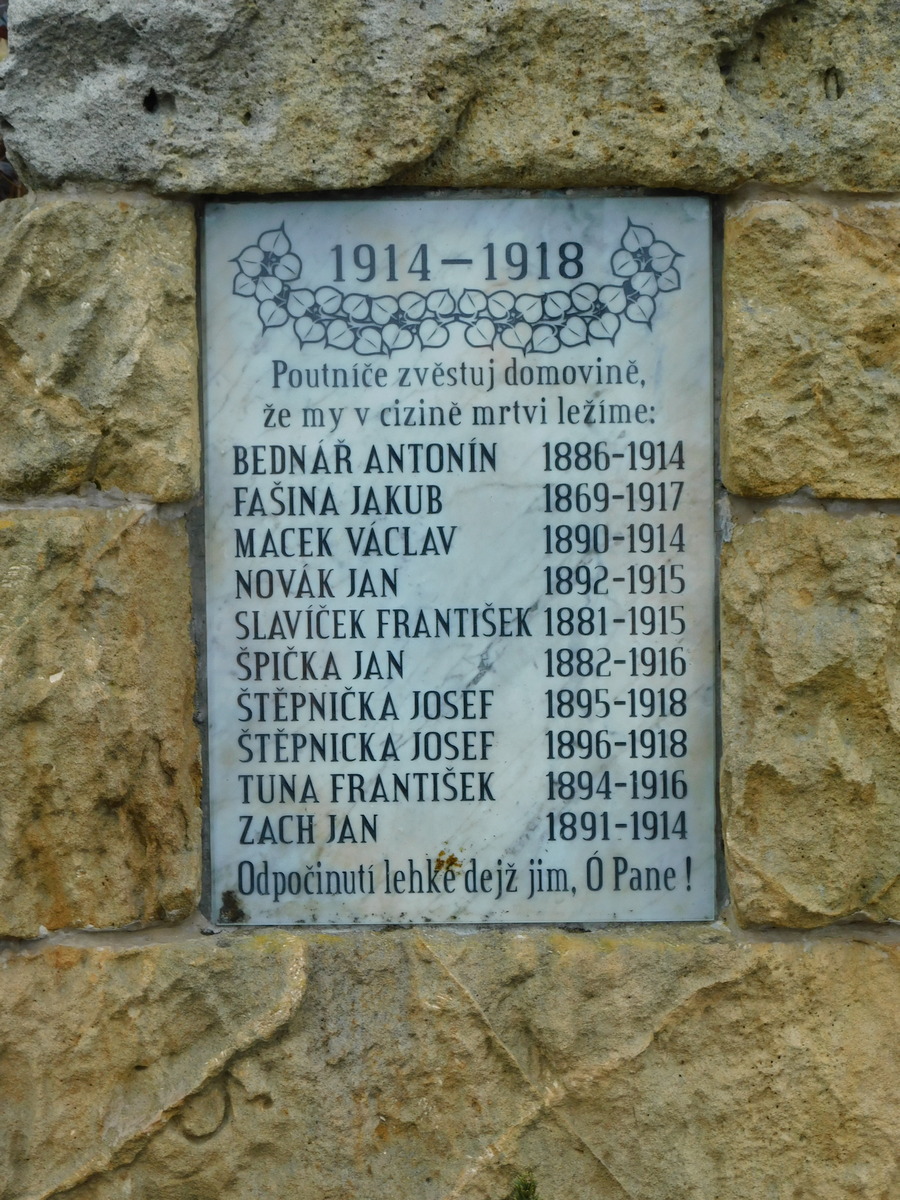 1914–1918
Poutníče zvěstuj domovině,
že my v cizině mrtvi ležíme:
BEDNÁŘ ANTONÍN 1886-1914
FAŠINA JAKUB 1869-1917
MACEK VÁCLAV 1890-1914
NOVÁK JAN 1892-1915
SLAVÍČEK FRANTIŠEK 1881-1915
ŠPIČKA JAN 1882-1916
ŠTĚPNIČKA JOSEF 1895-1918
ŠTĚPNICKA JOSEF 1896-1918
TUNA FRANTIŠEK 1894-1916
ZACH JAN 1891-1914
Odpočinutí lehké dejž jim, Ó Pane!